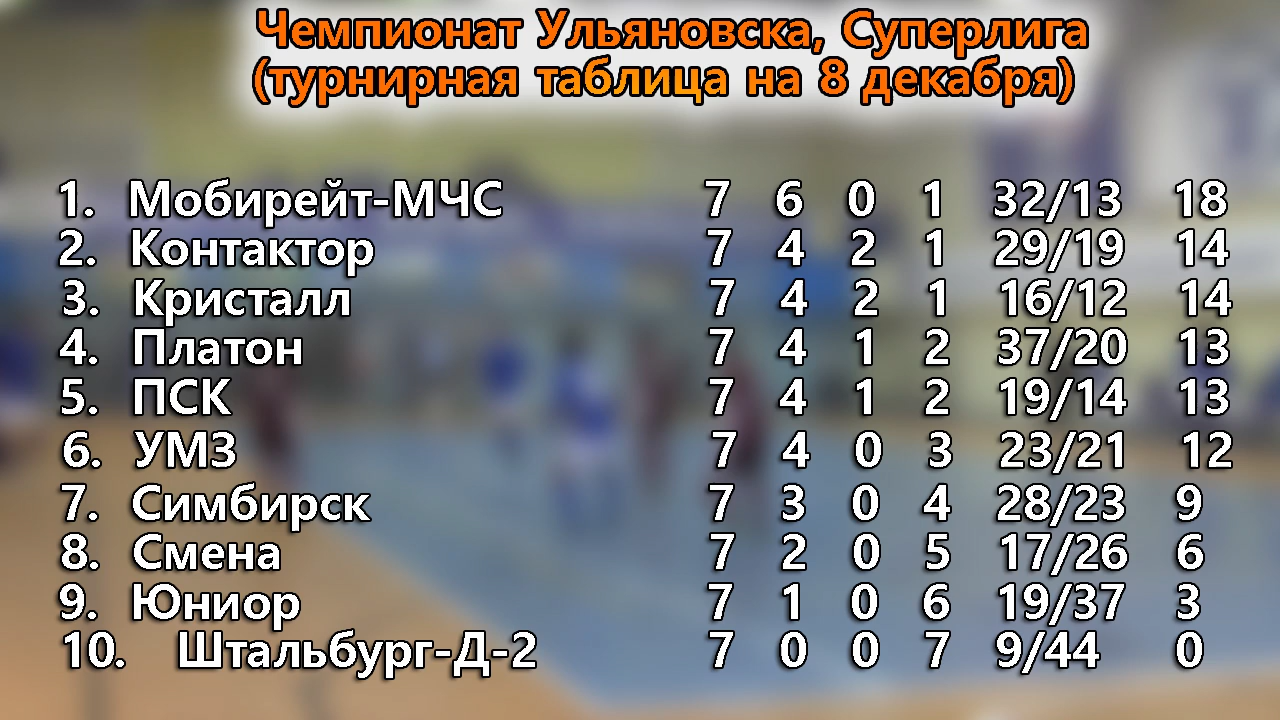 Чемпионат Ульяновска, Суперлига
(турнирная таблица на 8 декабря)
1. Мобирейт-МЧС 7 6 0 1 32/13 18
2. Контактор 7 4 2 1 29/19 14
3. Кристалл 7 4 2 1 16/12 14
4. Платон 7 4 1 2 37/20 13
5. ПСК 7 4 1 2 19/14 13
6. УМЗ 7 4 0 3 23/21 12
7. Симбирск 7 3 0 4 28/23 9
8. Смена 7 2 0 5 17/26 6
9. Юниор 7 1 0 6 19/37 3
10. Штальбург-Д-2 7 0 0 7 9/44 0